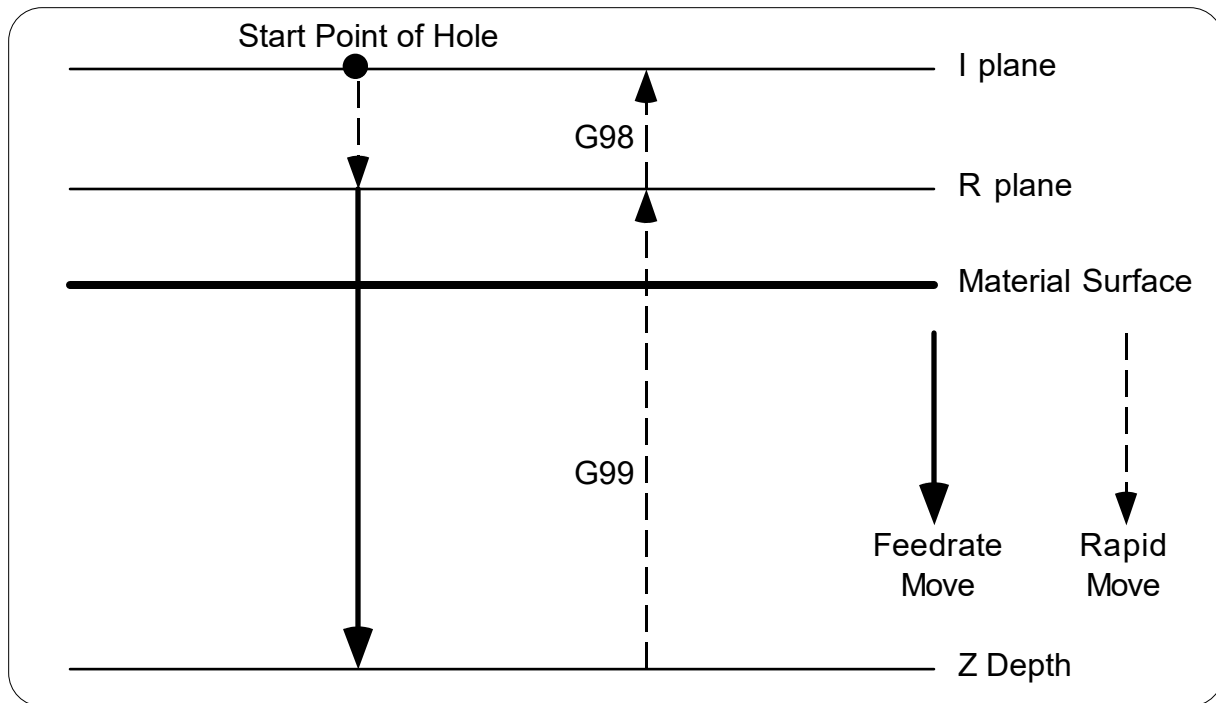 Start Point of Hole
I plane
G98
R plane
Material Surface
G99
Feedrate
Move
Rapid
Move
Z Depth